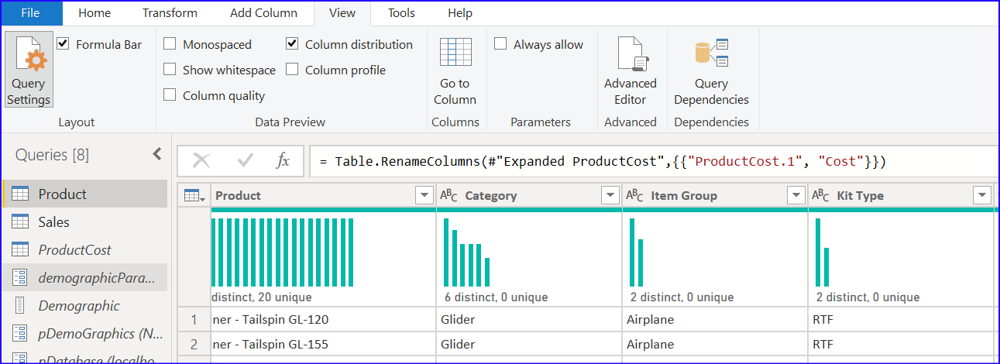 File Home Transform Add Column View Tools Help
Formula Bar Monospaced Column distribution Always allow
Show whitespace Column profile
Query Settings Go to Column Advanced Editor Query Dependencies
Column quality
Layout Data Preview Columns Parameters Advanced Dependencies
Queries [8] fx = Table.RenameColumns(#"Expanded ProductCost",{{"ProductCost.1", "Cost"}})
Product
Sales
ProductCost
demographicPara...
Demographic
pDemoGraphics (N...
pDatabase (localho
Product ABC Category ABC Item Group ABC Kit Type
distinct, 20 unique 6 distinct, 0 unique 2 distinct, 0 unique 2 distinct, 0 unique
1 ner - Tailspin GL-120 Glider Airplane RTF
2 ner - Tailspin GL-155 Glider Airplane RTF